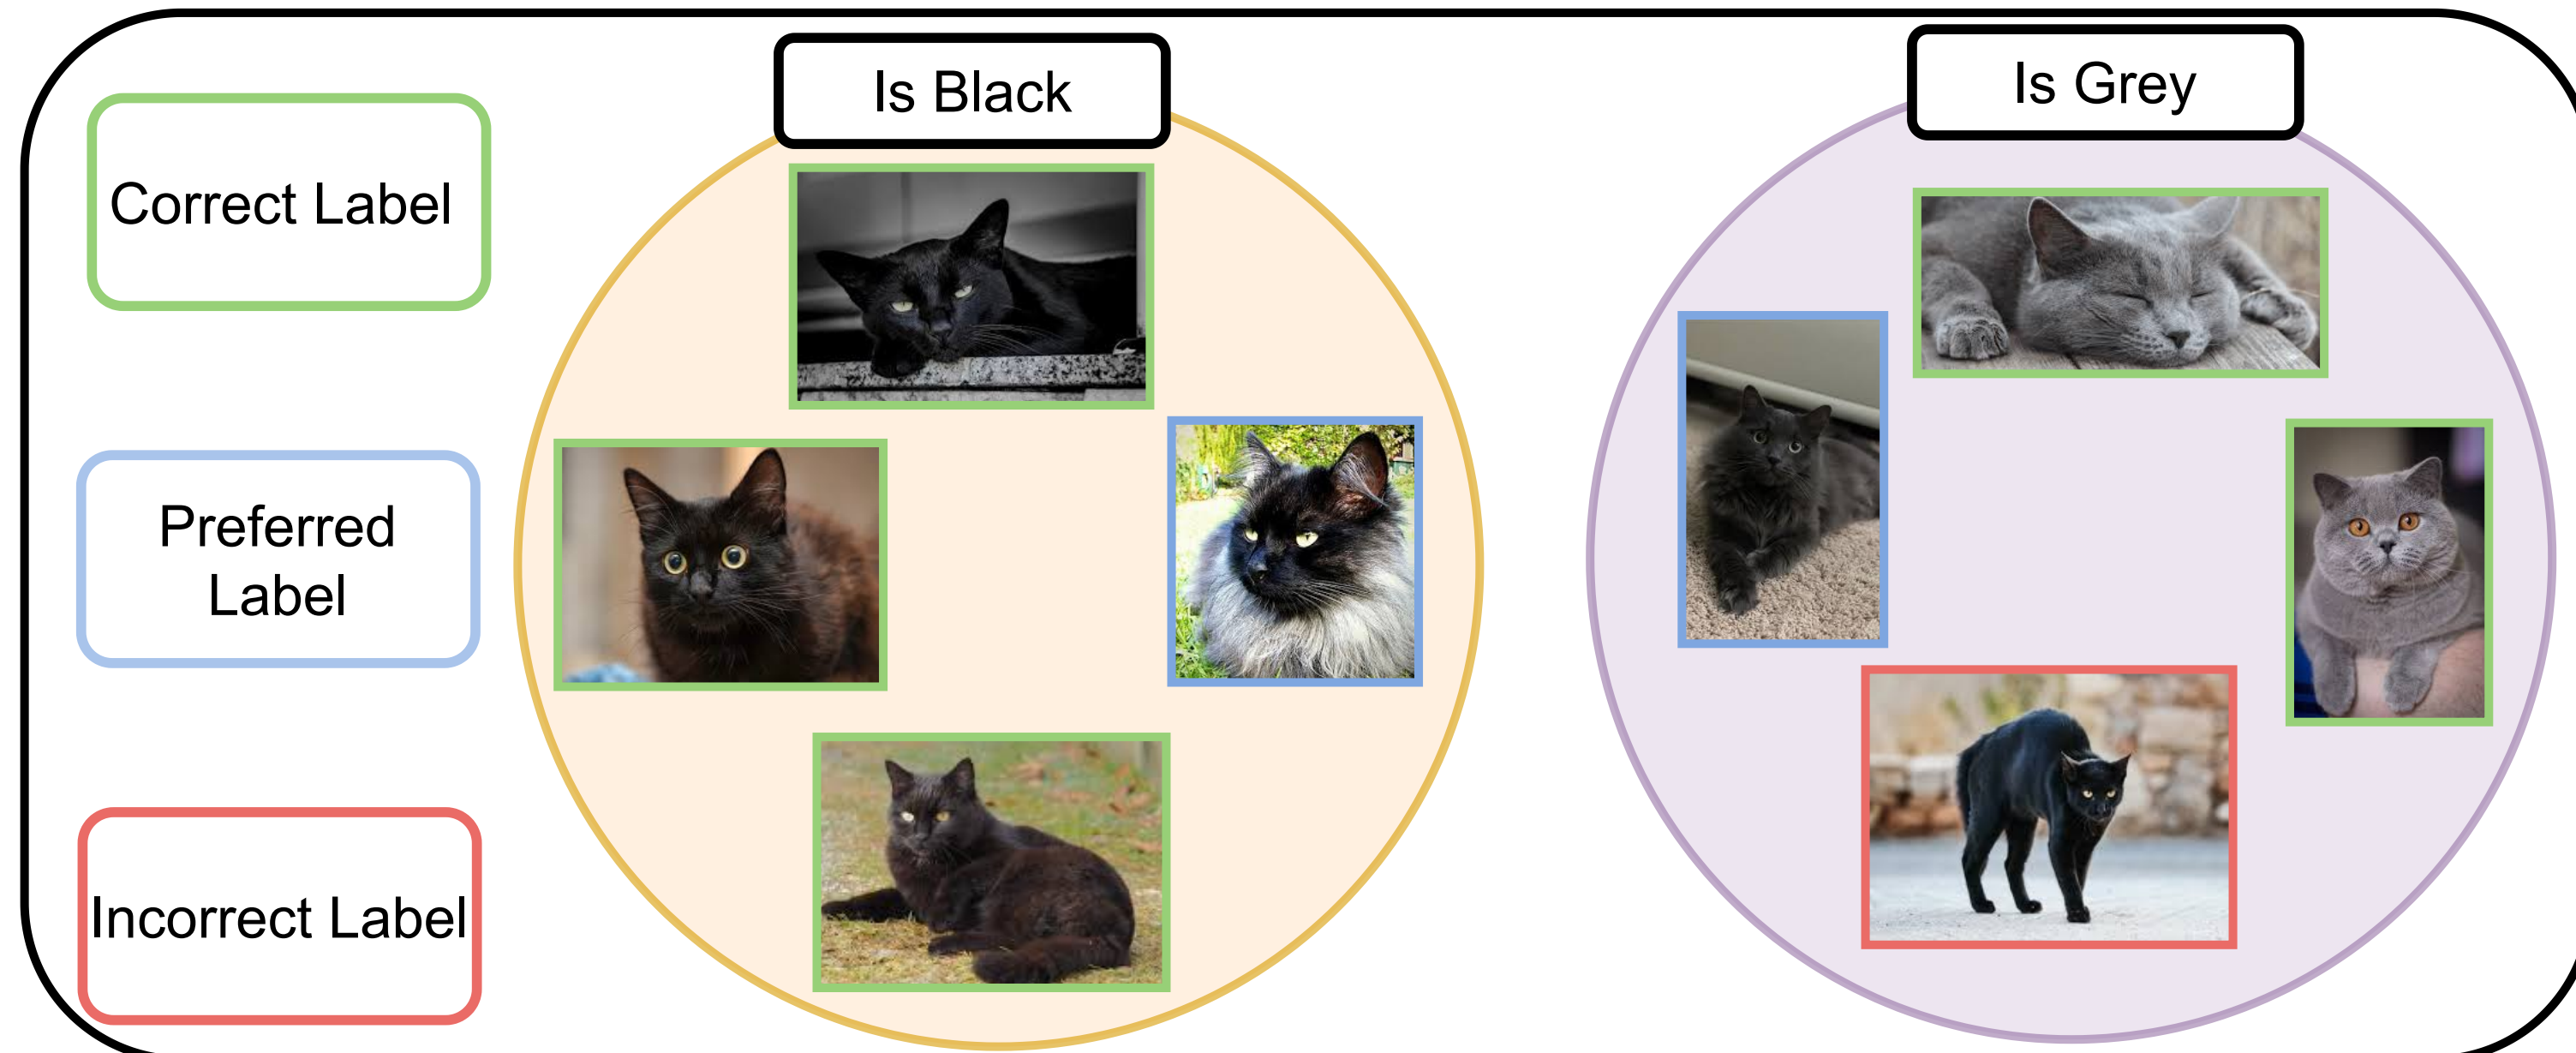 Is Black
Is Grey
Correct Label
Preferred
Label
Incorrect Label